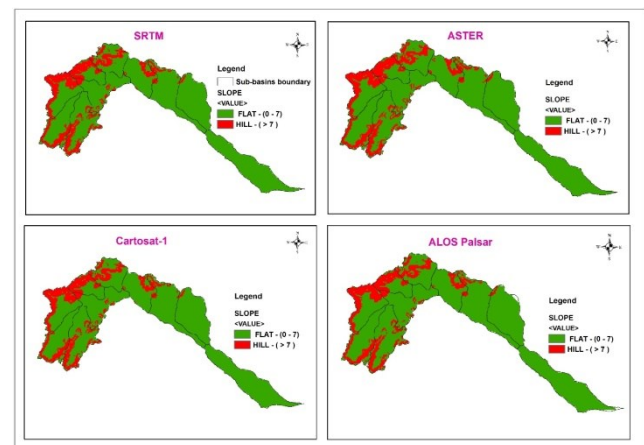 SRTM
Legend
Sub-basins boundary
SLOPE
<VALUE>
FLAT - (0 - 7)
HILL - ( > 7 )
ASTER
Legend
SLOPE
<VALUE>
FLAT - (0 - 7)
HILL - ( > 7 )
Cartosat-1
Legend
SLOPE
<VALUE>
FLAT - (0 - 7)
HILL - ( > 7 )
ALOS Palsar
Legend
SLOPE
<VALUE>
FLAT - (0 - 7)
HILL - ( > 7 )